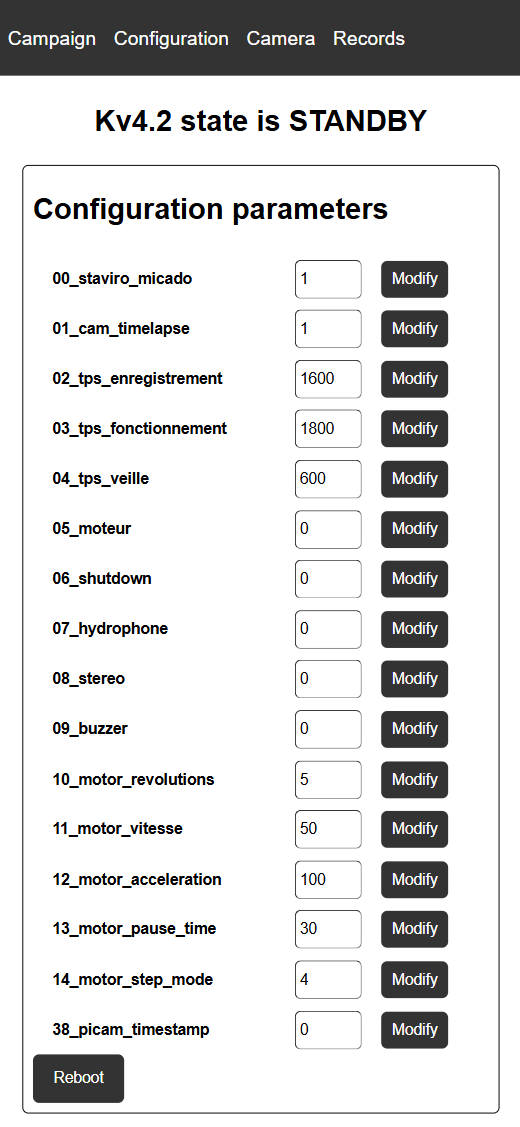 Campaign Configuration Camera Records
Kv4.2 state is STANDBY
Configuration parameters
00_staviro_micado 1 Modify
01_cam_timelapse 1 Modify
02_tps_enregistrement 1600 Modify
03_tps_fonctionnement 1800 Modify
04_tps_veille 600 Modify
05_moteur 0 Modify
06_shutdown 0 Modify
07_hydrophone 0 Modify
08_stereo 0 Modify
09_buzzer 0 Modify
10_motor_revolutions 5 Modify
11_motor_vitesse 50 Modify
12_motor_acceleration 100 Modify
13_motor_pause_time 30 Modify
14_motor_step_mode 4 Modify
38_picam_timestamp 0 Modify
Reboot